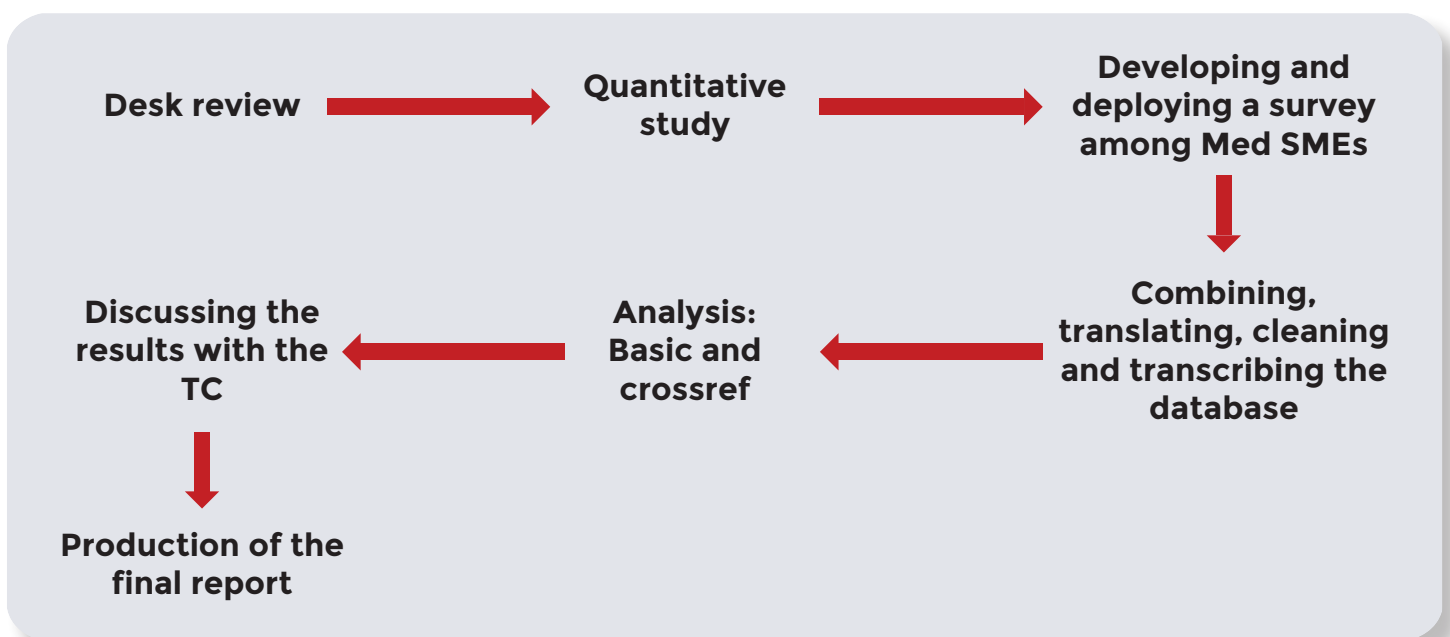 Desk review
Quantitative
study
Developing and
deploying a survey
among Med SMEs
Combining,
translating, cleaning
and transcribing the
database
Analysis:
Basic and
crossref
Discussing the
results with the
TC
Production of the
final report